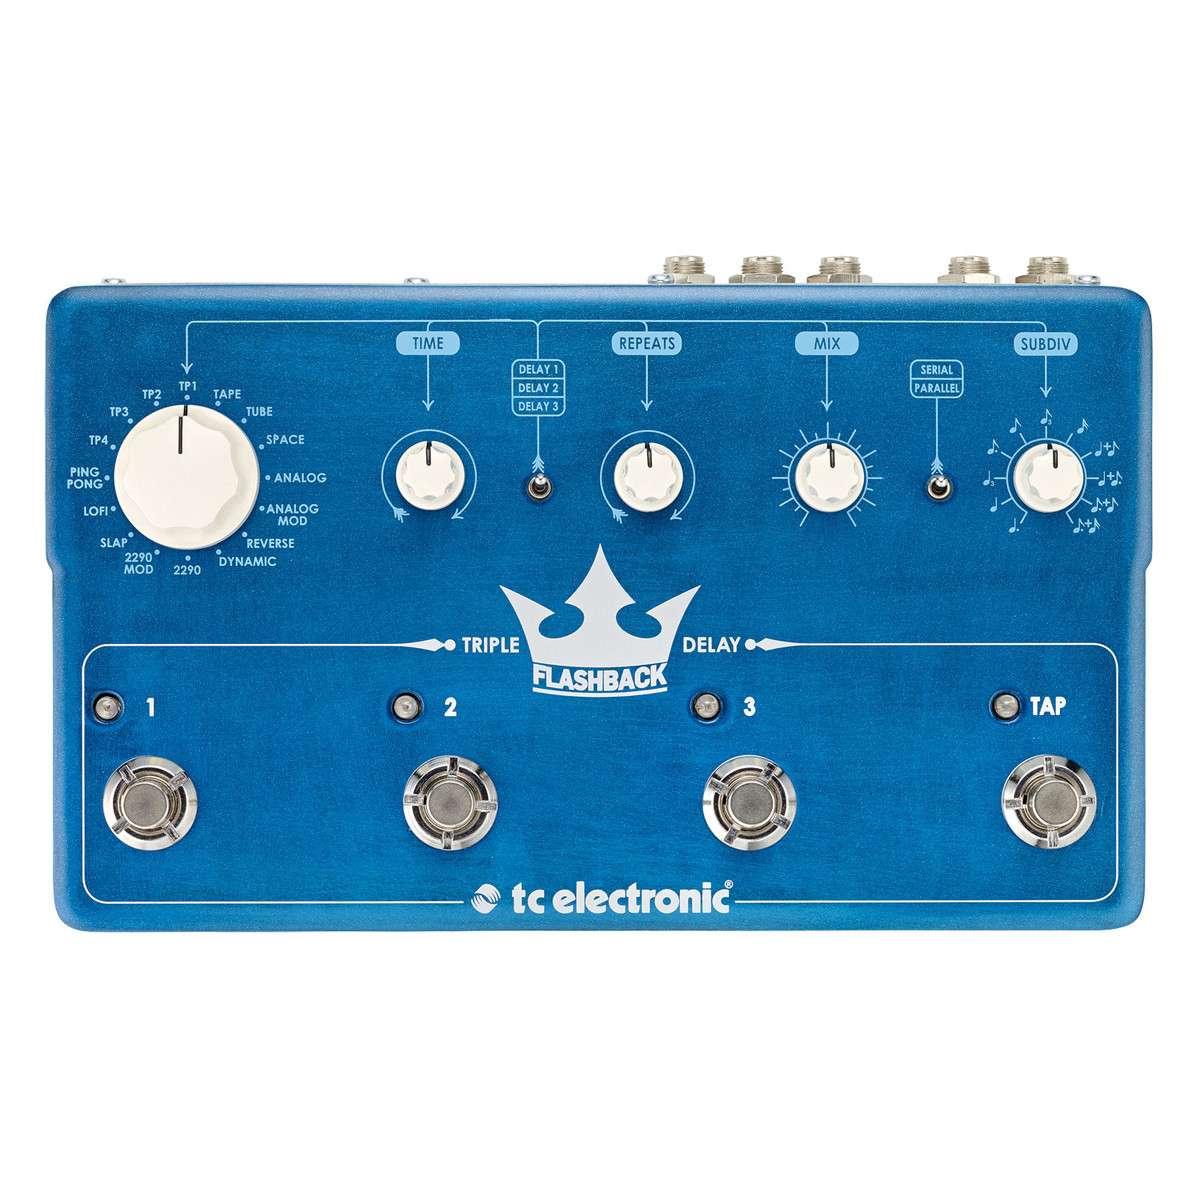 TIME
REPEATS
MIX
SUBDIV
DELAY 1
DELAY 2
DELAY 3
SERIAL
PARALLEL
TP1
TAPE
TUBE
SPACE
ANALOG
ANALOG
MOD
REVERSE
DYNAMIC
2290
2290
MOD
SLAP
LOFI
PING
PONG
TP4
TP3
TP2
TRIPLE
DELAY
FLASHBACK
1
2
3
TAP
tc electronic®